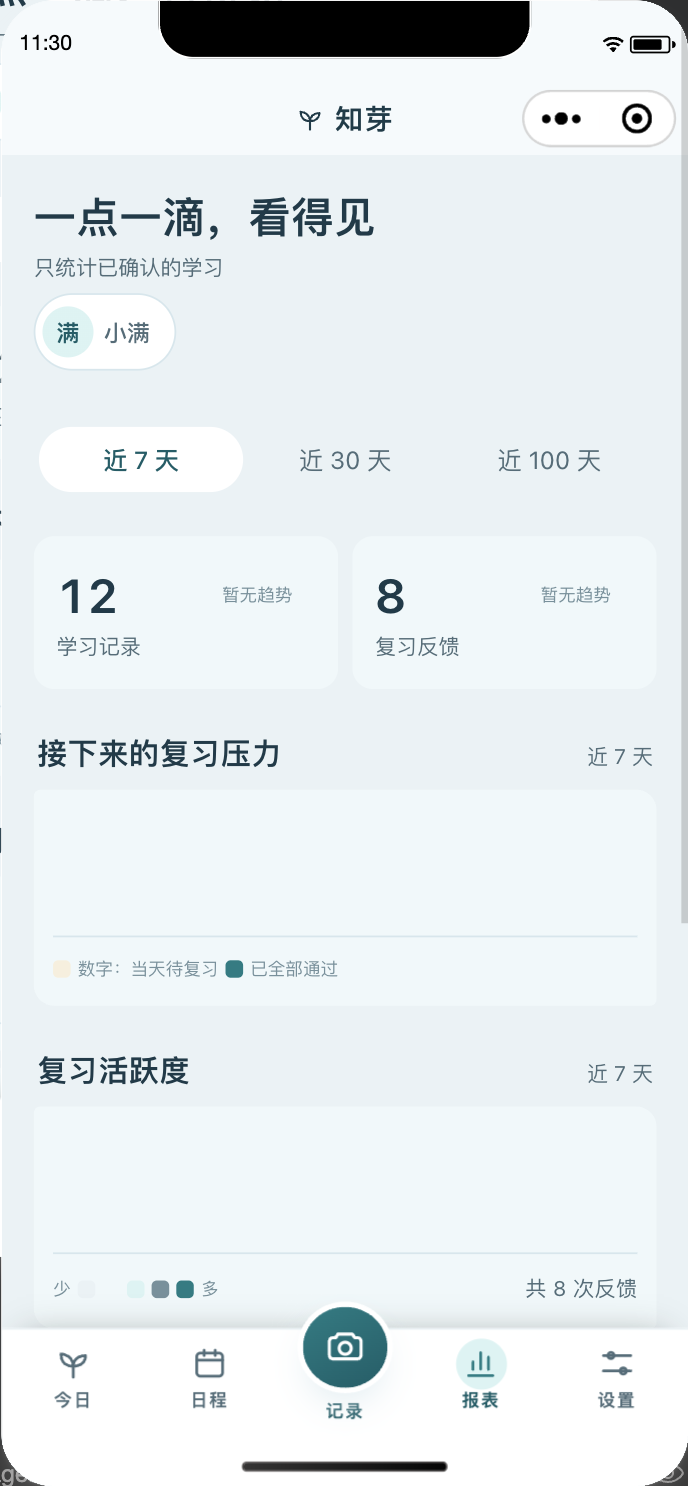 11:30
知芽
一点一滴，看得见
只统计已确认的学习
满 小满
近 7 天 近 30 天 近 100 天
12 暂无趋势
学习记录
8 暂无趋势
复习反馈
接下来的复习压力 近 7 天
数字：当天待复习 已全部通过
复习活跃度 近 7 天
少 多 共 8 次反馈
今日 日程 记录 报表 设置